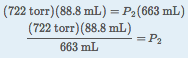 (722 torr)(88.8 mL) = P₂(663 mL)
(722 torr)(88.8 mL)
663 mL
= P₂